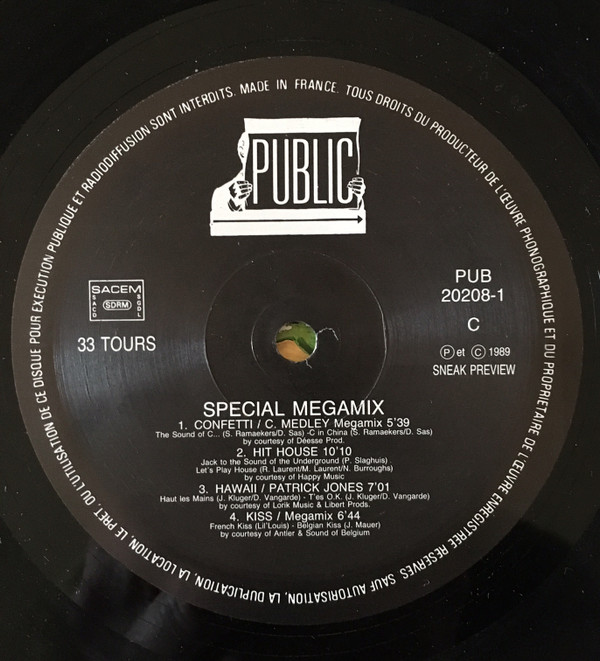 MADE IN FRANCE. TOUS DROITS DU PRODUCTEUR DE L'ŒUVRE PHONOGRAPHIQUE ET DU PROPRIETAIRE DE L'ŒUVRE ENREGISTREE RESERVES. SAUF AUTORISATION, LA DUPLICATION, LA LOCATION, LE PRET, OU L'UTILISATION DE CE DISQUE POUR EXECUTION PUBLIQUE ET RADIODIFFUSION SONT INTERDITS.
PUBLIC
SACEM
SACD
SDRM
SGDL
33 TOURS
PUB
20208-1
C
Ⓟ et © 1989
SNEAK PREVIEW
SPECIAL MEGAMIX
1. CONFETTI / C. MEDLEY Megamix 5'39
The Sound of C... (S. Ramaekers/D. Sas) -C in China (S. Ramaekers/D. Sas)
by courtesy of Déesse Prod.
2. HIT HOUSE 10'10
Jack to the Sound of the Underground (P. Slaghuis)
Let's Play House (R. Laurent/M. Laurent/N. Burroughs)
by courtesy of Happy Music
3. HAWAII / PATRICK JONES 7'01
Haut les Mains (J. Kluger/D. Vangarde) - T'es O.K. (J. Kluger/D. Vangarde)
by courtesy of Lorik Music & Libert Prods.
4. KISS / Megamix 6'44
French Kiss (Lil'Louis) - Belgian Kiss (J. Mauer)
by courtesy of Antler & Sound of Belgium